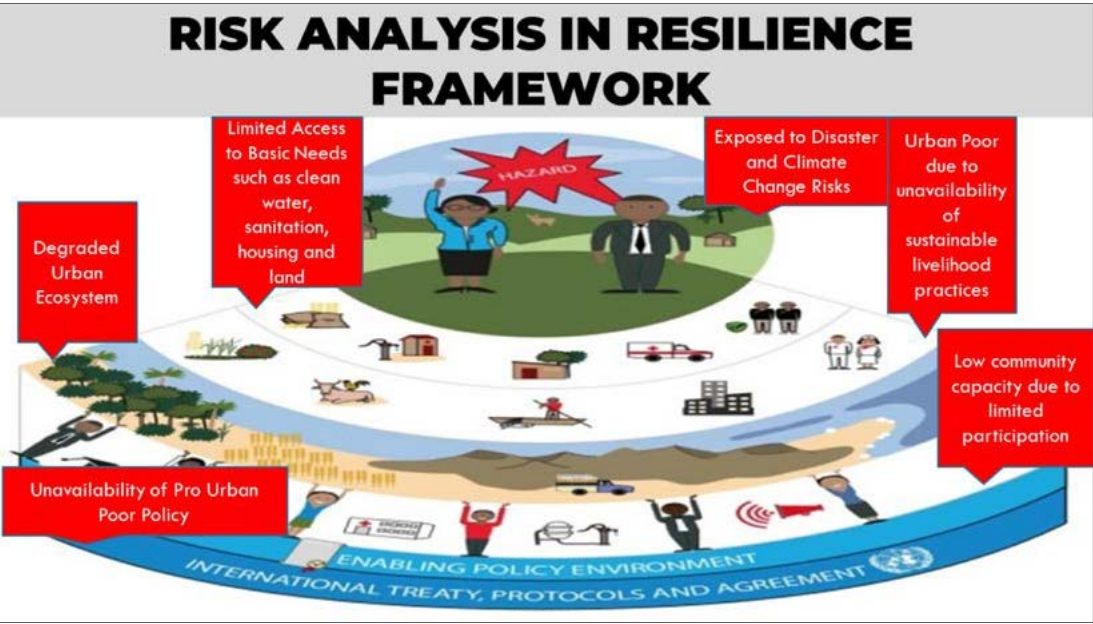 RISK ANALYSIS IN RESILIENCE
FRAMEWORK
Limited Access
to Basic Needs
such as clean
water,
sanitation,
housing and
land
HAZARD
Exposed to Disaster
and Climate
Change Risks
Urban Poor
due to
unavailability
of
sustainable
livelihood
practices
Degraded
Urban
Ecosystem
Low community
capacity due to
limited
participation
Unavailability of Pro Urban
Poor Policy
ENABLING POLICY ENVIRONMENT
INTERNATIONAL TREATY, PROTOCOLS AND AGREEMENT